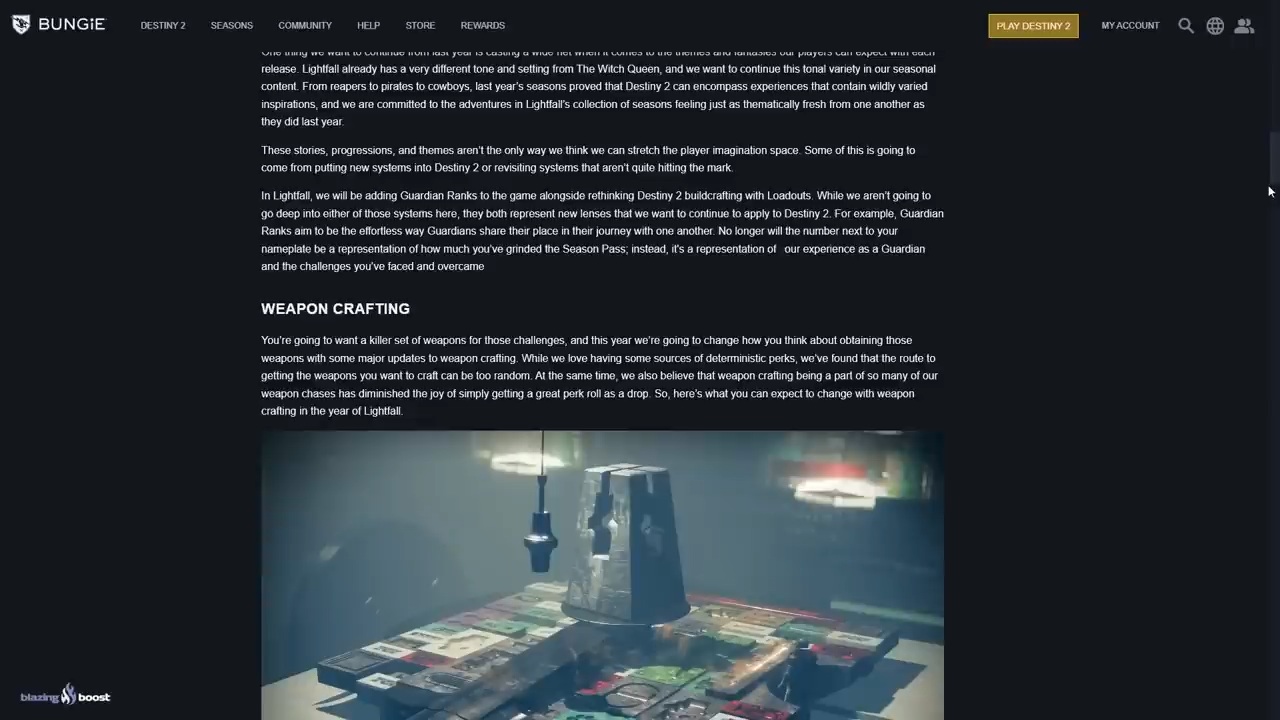 BUNGiE
DESTINY 2
SEASONS
COMMUNITY
HELP
STORE
REWARDS
PLAY DESTINY 2
MY ACCOUNT
One thing we want to continue from last year is casting a wide net when it comes to the themes and fantasies our players can expect with each
release. Lightfall already has a very different tone and setting from The Witch Queen, and we want to continue this tonal variety in our seasonal
content. From reapers to pirates to cowboys, last year's seasons proved that Destiny 2 can encompass experiences that contain wildly varied
inspirations, and we are committed to the adventures in Lightfall's collection of seasons feeling just as thematically fresh from one another as
they did last year.
These stories, progressions, and themes aren't the only way we think we can stretch the player imagination space. Some of this is going to
come from putting new systems into Destiny 2 or revisiting systems that aren't quite hitting the mark.
In Lightfall, we will be adding Guardian Ranks to the game alongside rethinking Destiny 2 buildcrafting with Loadouts. While we aren't going to
go deep into either of those systems here, they both represent new lenses that we want to continue to apply to Destiny 2. For example, Guardian
Ranks aim to be the effortless way Guardians share their place in their journey with one another. No longer will the number next to your
nameplate be a representation of how much you've grinded the Season Pass; instead, it's a representation of our experience as a Guardian
and the challenges you've faced and overcame
WEAPON CRAFTING
You're going to want a killer set of weapons for those challenges, and this year we're going to change how you think about obtaining those
weapons with some major updates to weapon crafting. While we love having some sources of deterministic perks, we've found that the route to
getting the weapons you want to craft can be too random. At the same time, we also believe that weapon crafting being a part of so many of our
weapon chases has diminished the joy of simply getting a great perk roll as a drop. So, here's what you can expect to change with weapon
crafting in the year of Lightfall.
blazing boost